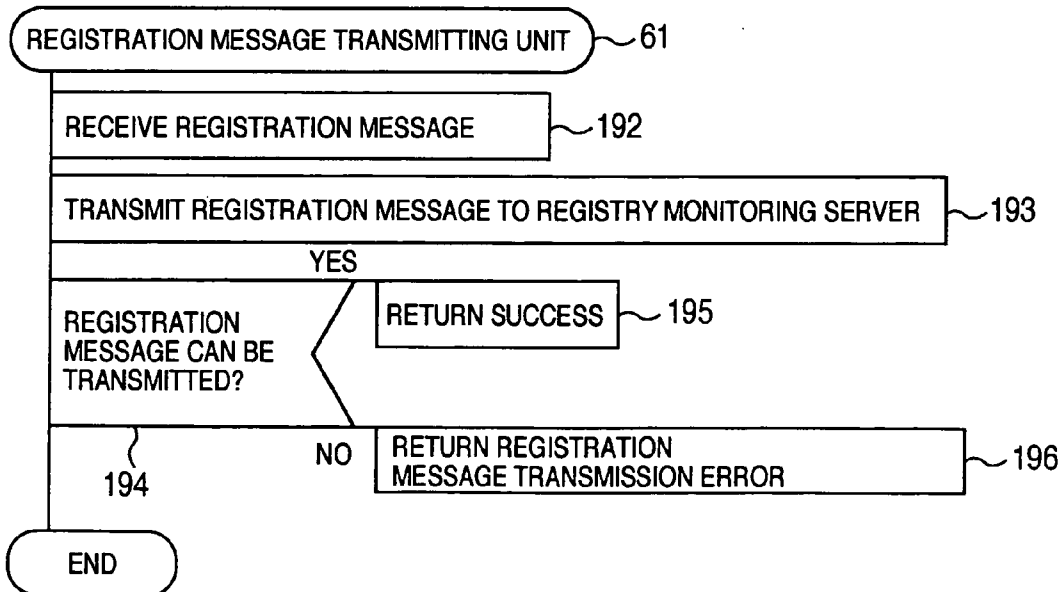 REGISTRATION MESSAGE TRANSMITTING UNIT 61
RECEIVE REGISTRATION MESSAGE 192
TRANSMIT REGISTRATION MESSAGE TO REGISTRY MONITORING SERVER 193
YES
REGISTRATION
MESSAGE CAN BE
TRANSMITTED?
RETURN SUCCESS 195
194
NO
RETURN REGISTRATION
MESSAGE TRANSMISSION ERROR 196
END